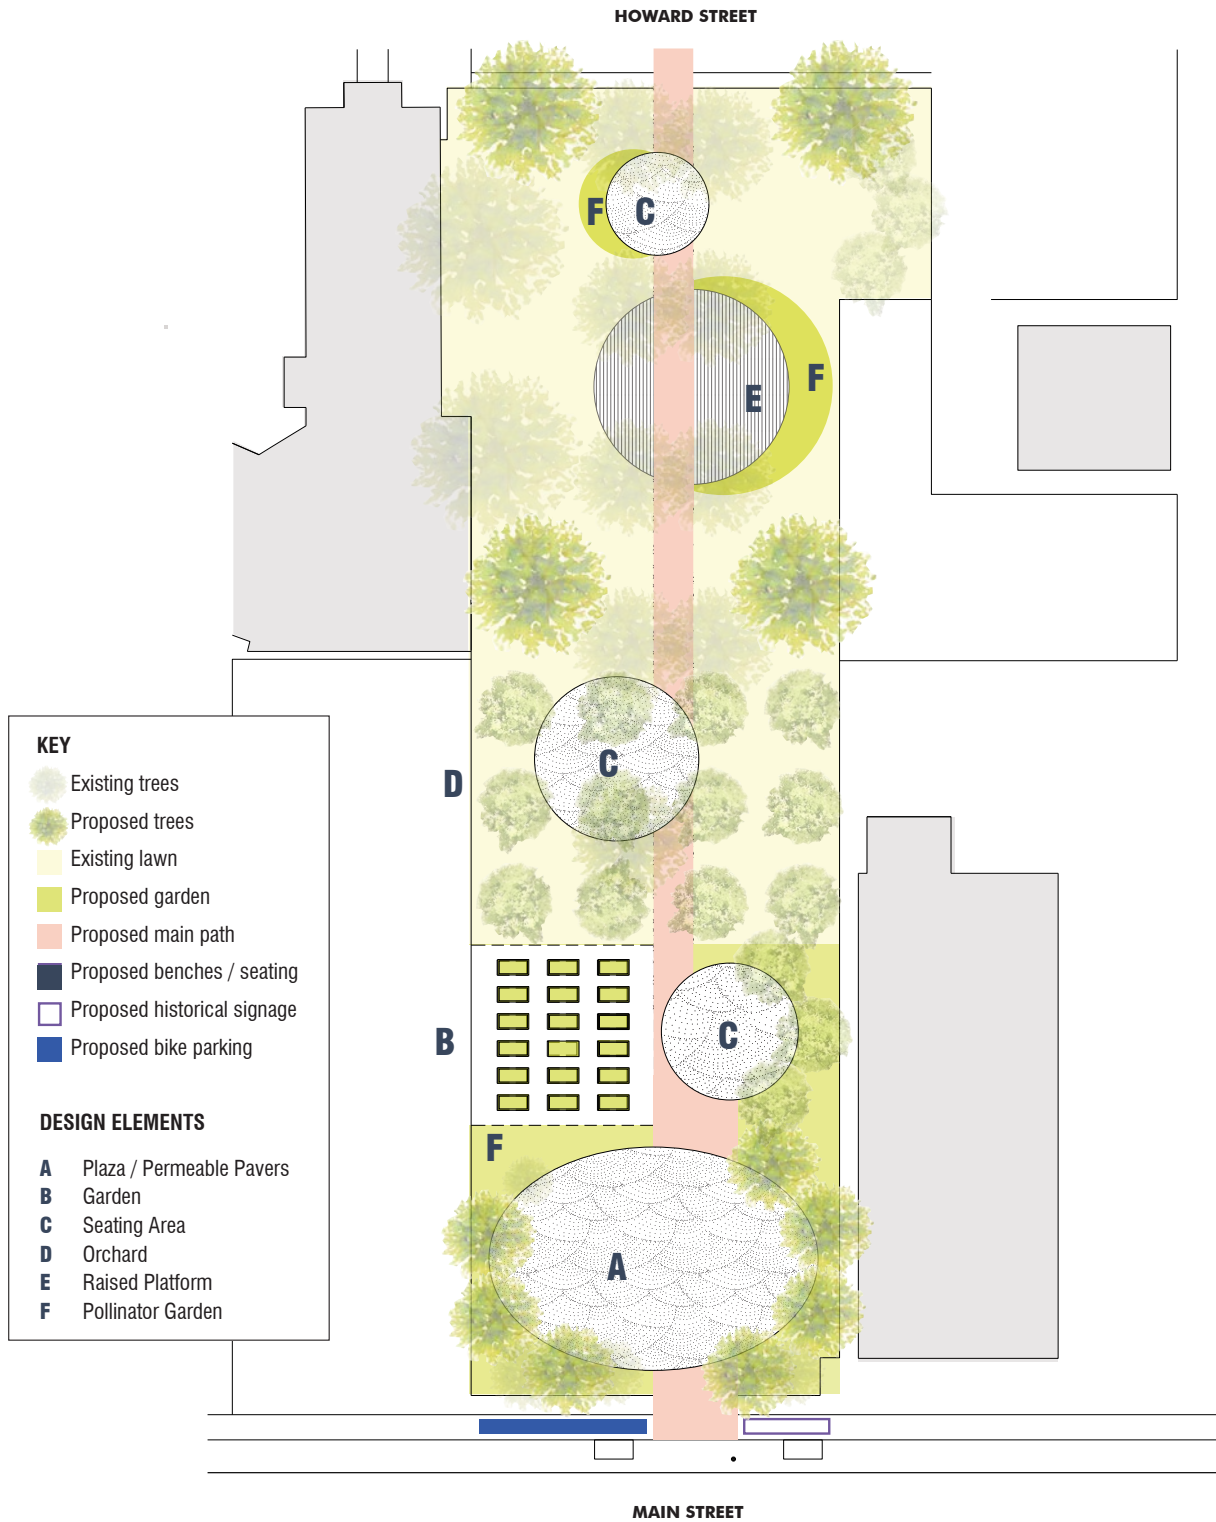 HOWARD STREET
F
C
E
F
C
D
B
C
F
A
KEY
Existing trees
Proposed trees
Existing lawn
Proposed garden
Proposed main path
Proposed benches / seating
Proposed historical signage
Proposed bike parking
DESIGN ELEMENTS
A Plaza / Permeable Pavers
B Garden
C Seating Area
D Orchard
E Raised Platform
F Pollinator Garden
MAIN STREET